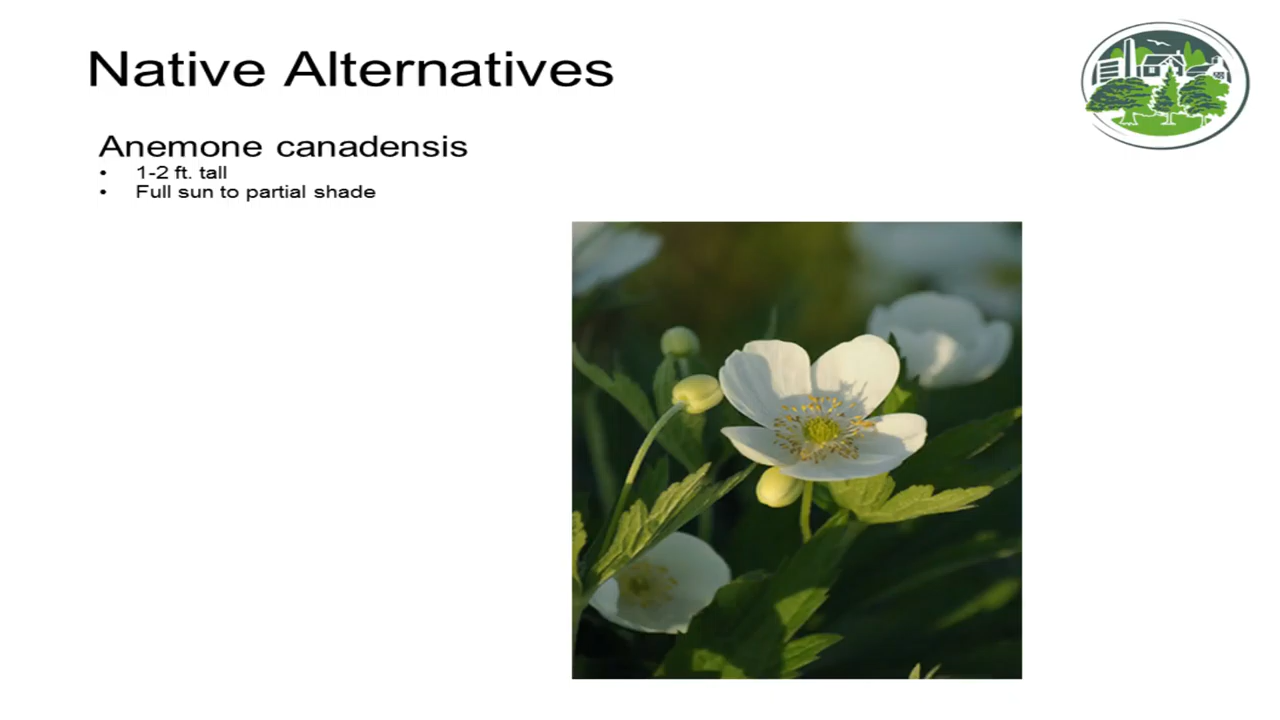 Native Alternatives
Anemone canadensis
• 1-2 ft. tall
• Full sun to partial shade